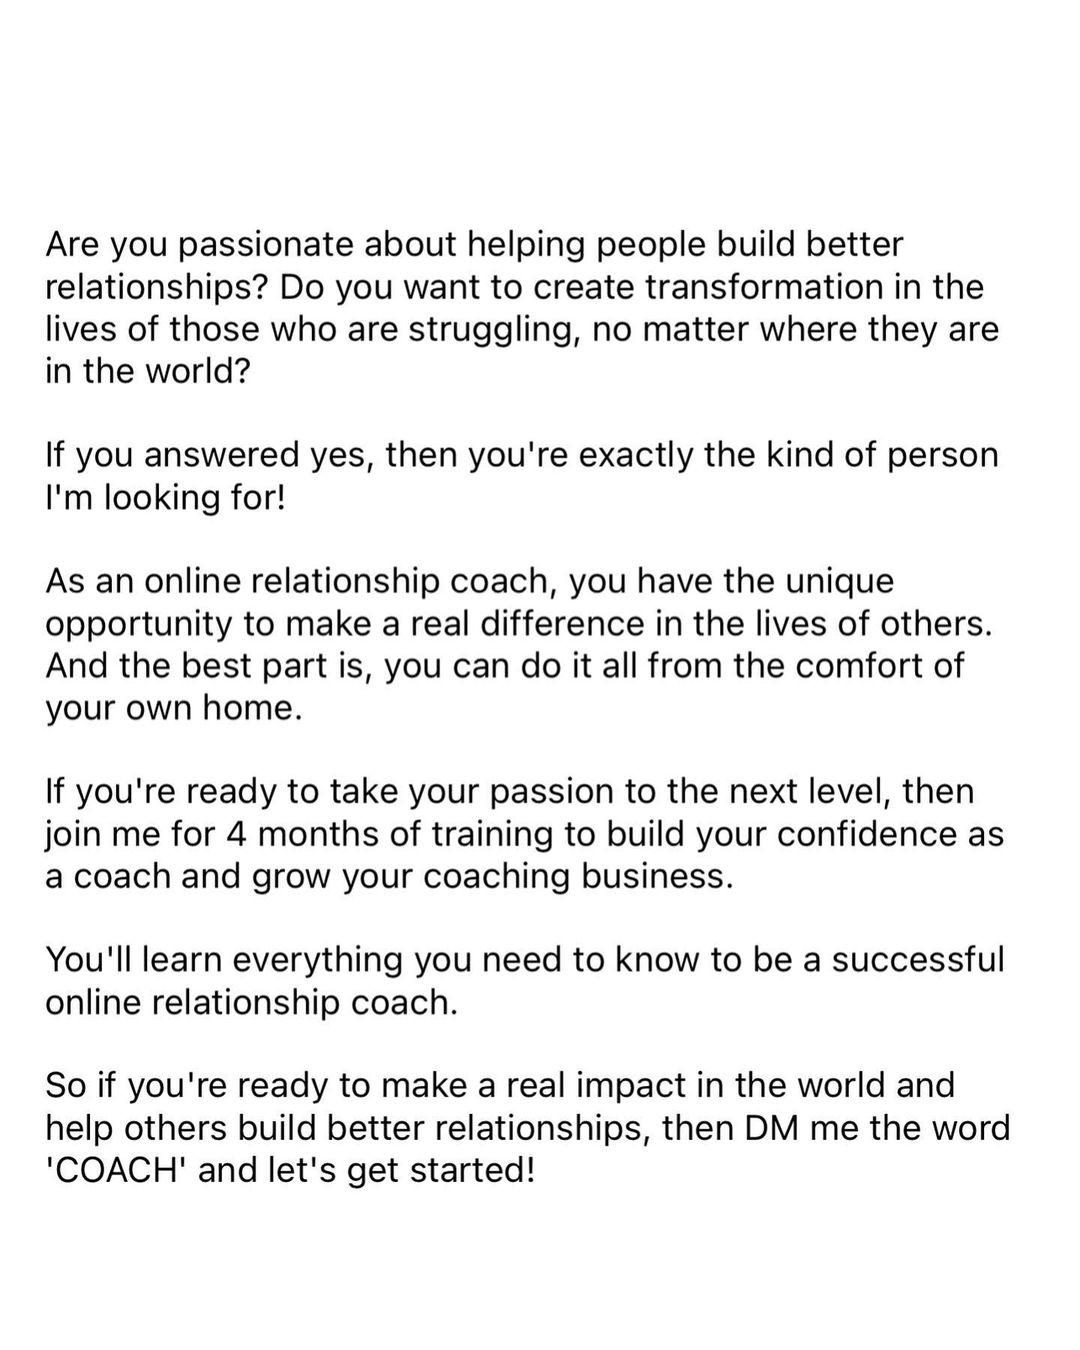 Are you passionate about helping people build better
relationships? Do you want to create transformation in the
lives of those who are struggling, no matter where they are
in the world?
If you answered yes, then you're exactly the kind of person
I'm looking for!
As an online relationship coach, you have the unique
opportunity to make a real difference in the lives of others.
And the best part is, you can do it all from the comfort of
your own home.
If you're ready to take your passion to the next level, then
join me for 4 months of training to build your confidence as
a coach and grow your coaching business.
You'll learn everything you need to know to be a successful
online relationship coach.
So if you're ready to make a real impact in the world and
help others build better relationships, then DM me the word
'COACH' and let's get started!